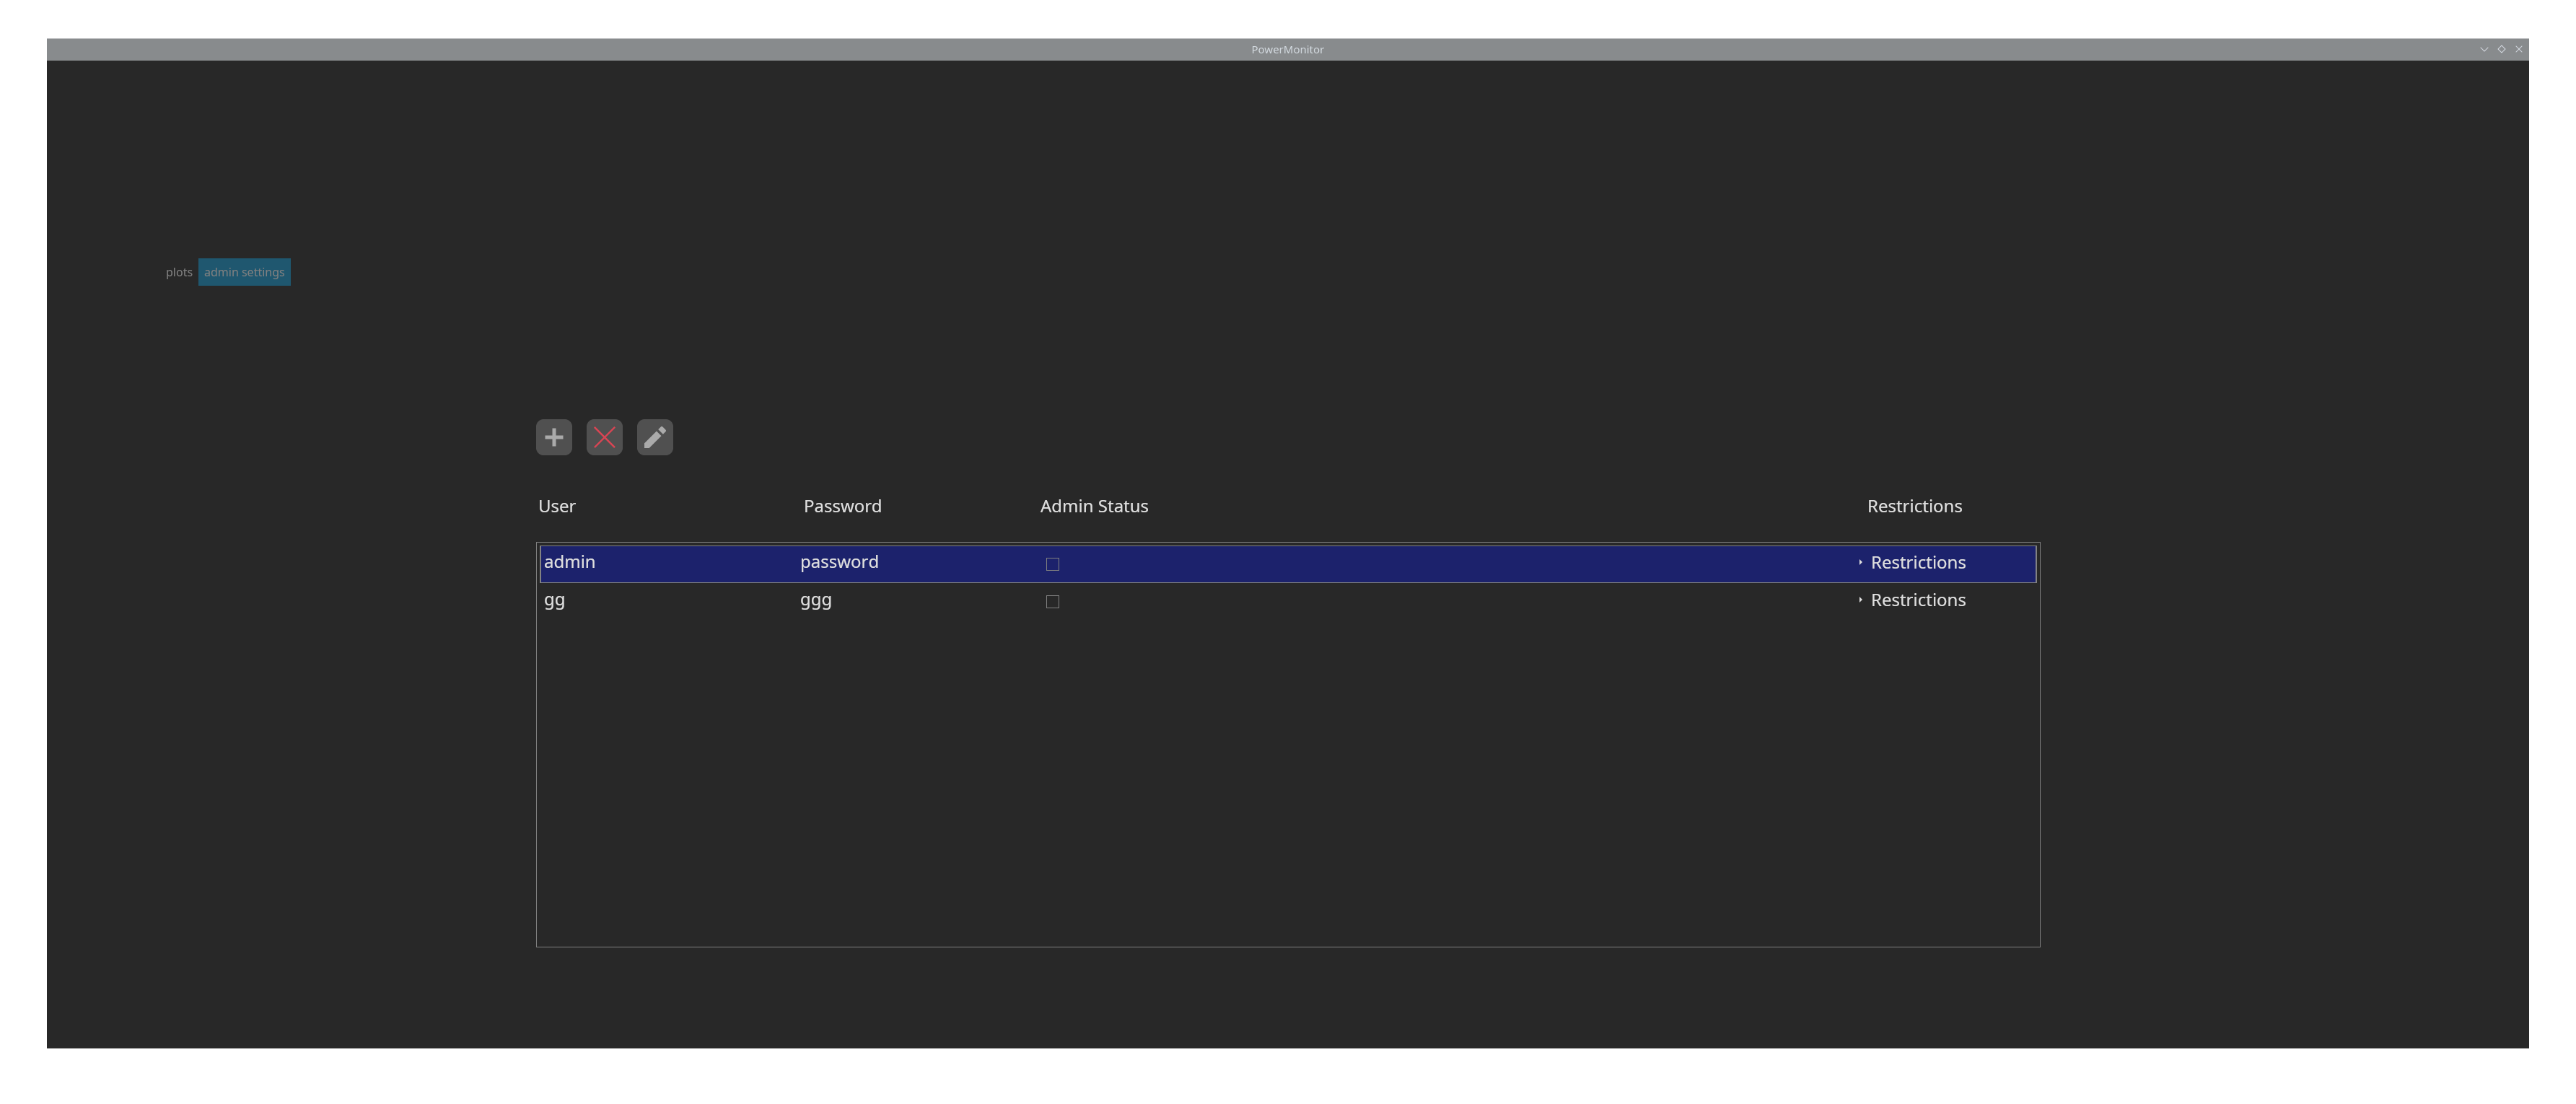 PowerMonitor
plots admin settings
User Password Admin Status Restrictions
admin password Restrictions
gg ggg Restrictions